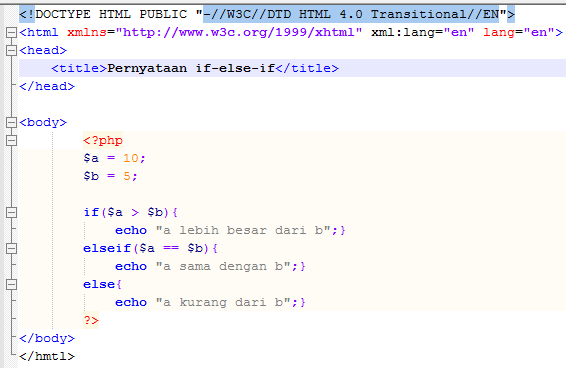 <!DOCTYPE HTML PUBLIC "-//W3C//DTD HTML 4.0 Transitional//EN">
<html xmlns="http://www.w3c.org/1999/xhtml" xml:lang="en" lang="en">
<head>
<title>Pernyataan if-else-if</title>
</head>
<body>
<?php
$a = 10;
$b = 5;
if($a > $b){
echo "a lebih besar dari b";}
elseif($a == $b){
echo "a sama dengan b";}
else{
echo "a kurang dari b";}
?>
</body>
</hmtl>